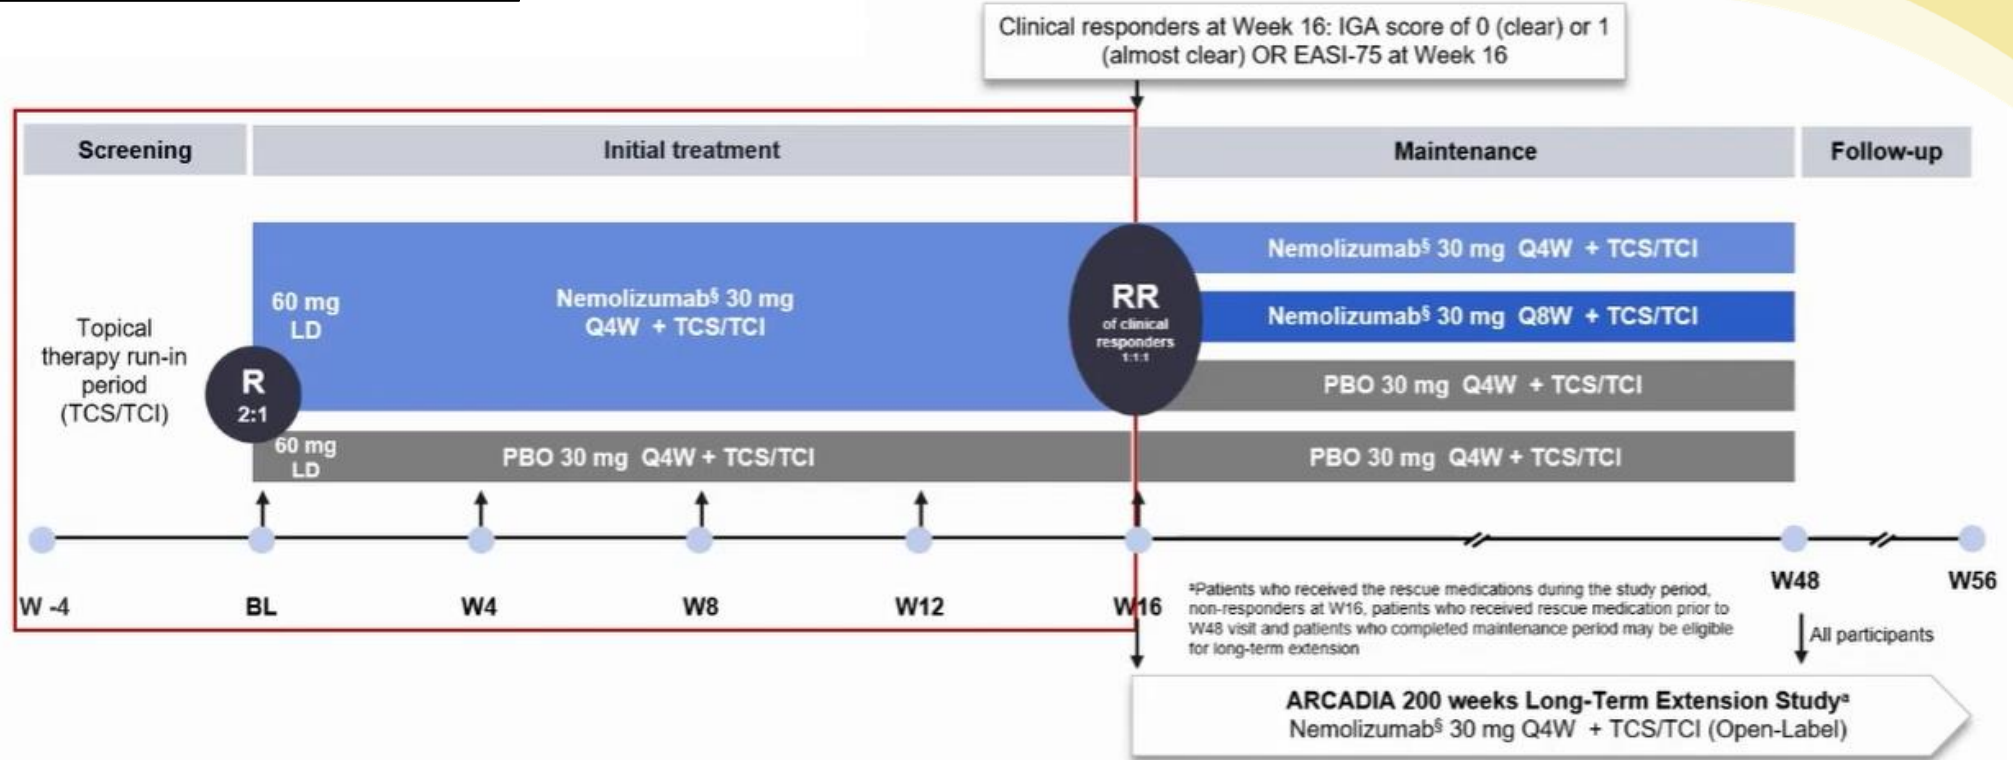 Clinical responders at Week 16: IGA score of 0 (clear) or 1
(almost clear) OR EASI-75 at Week 16
Screening
Initial treatment
Maintenance
Follow-up
Topical
therapy run-in
period
(TCS/TCI)
R
2:1
60 mg
LD
Nemolizumab§ 30 mg
Q4W + TCS/TCI
60 mg
LD
PBO 30 mg Q4W + TCS/TCI
RR
of clinical
responders
1:1:1
Nemolizumab§ 30 mg Q4W + TCS/TCI
Nemolizumab§ 30 mg Q8W + TCS/TCI
PBO 30 mg Q4W + TCS/TCI
PBO 30 mg Q4W + TCS/TCI
W -4
BL
W4
W8
W12
W16
W48
W56
ᵃPatients who received the rescue medications during the study period,
non-responders at W16, patients who received rescue medication prior to
W48 visit and patients who completed maintenance period may be eligible
for long-term extension
All participants
ARCADIA 200 weeks Long-Term Extension Studyᵃ
Nemolizumab§ 30 mg Q4W + TCS/TCI (Open-Label)